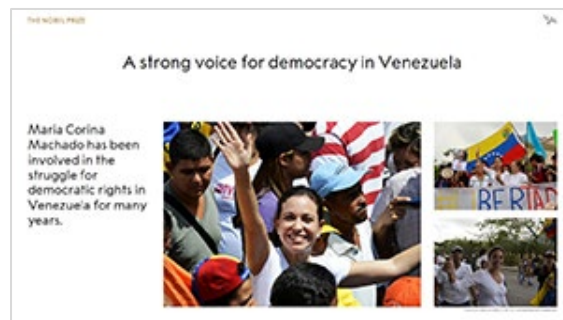 THE NOBEL PRIZE
A strong voice for democracy in Venezuela
Maria Corina
Machado has been
involved in the
struggle for
democratic rights in
Venezuela for many
years.
BERTAD